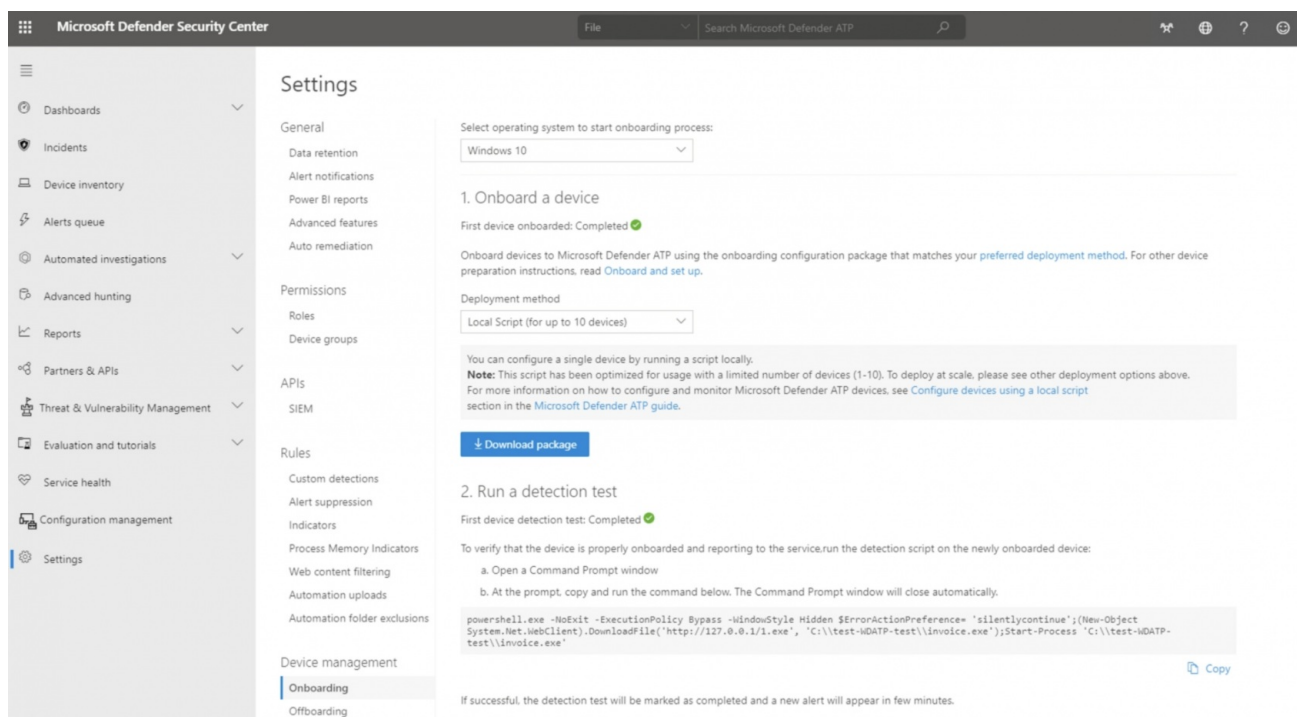 Microsoft Defender Security Center
File
Search Microsoft Defender ATP
Dashboards
Incidents
Device inventory
Alerts queue
Automated investigations
Advanced hunting
Reports
Partners & APIs
Threat & Vulnerability Management
Evaluation and tutorials
Service health
Configuration management
Settings
Settings
General
Data retention
Alert notifications
Power BI reports
Advanced features
Auto remediation
Permissions
Roles
Device groups
APIs
SIEM
Rules
Custom detections
Alert suppression
Indicators
Process Memory Indicators
Web content filtering
Automation uploads
Automation folder exclusions
Device management
Onboarding
Offboarding
Select operating system to start onboarding process:
Windows 10
1. Onboard a device
First device onboarded: Completed
Onboard devices to Microsoft Defender ATP using the onboarding configuration package that matches your preferred deployment method. For other device
preparation instructions, read Onboard and set up.
Deployment method
Local Script (for up to 10 devices)
You can configure a single device by running a script locally.
Note: This script has been optimized for usage with a limited number of devices (1-10). To deploy at scale, please see other deployment options above.
For more information on how to configure and monitor Microsoft Defender ATP devices, see Configure devices using a local script
section in the Microsoft Defender ATP guide.
Download package
2. Run a detection test
First device detection test: Completed
To verify that the device is properly onboarded and reporting to the service,run the detection script on the newly onboarded device:
a. Open a Command Prompt window
b. At the prompt, copy and run the command below. The Command Prompt window will close automatically.
powershell.exe -NoExit -ExecutionPolicy Bypass -WindowStyle Hidden $ErrorActionPreference= 'silentlycontinue';(New-Object
System.Net.WebClient).DownloadFile('http://127.0.0.1/1.exe', 'C:\\test-WDATP-test\\invoice.exe');Start-Process 'C:\\test-WDATP-
test\\invoice.exe'
Copy
If successful, the detection test will be marked as completed and a new alert will appear in few minutes.